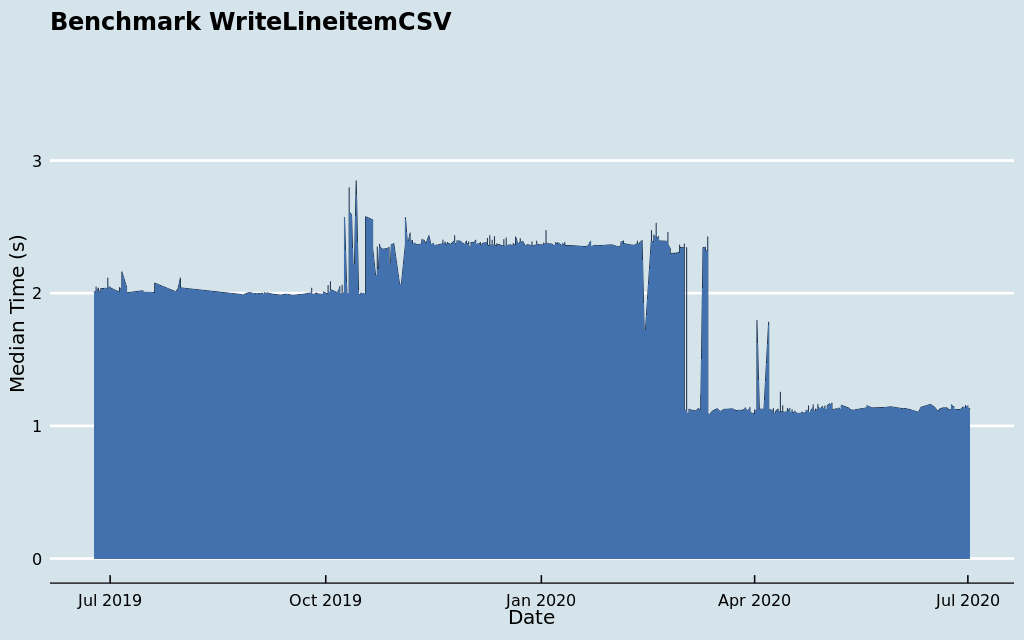 Benchmark WriteLineitemCSV
Median Time (s)
3
2
1
0
Jul 2019 Oct 2019 Jan 2020 Apr 2020 Jul 2020
Date